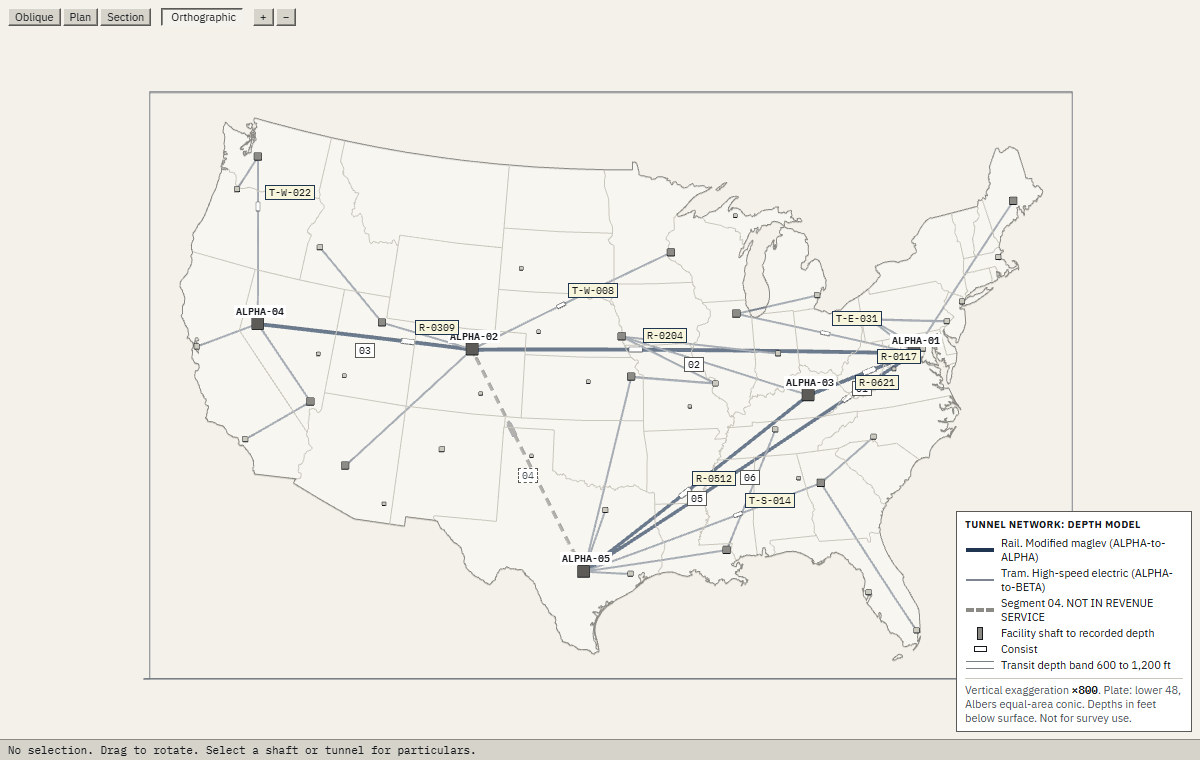 Oblique Plan Section Orthographic + −
T-W-022
T-W-008
ALPHA-04
R-0309
ALPHA-02
R-0204
T-E-031
ALPHA-01
03
02
R-0117
ALPHA-03
R-0621
04
R-0512
06
05
T-S-014
ALPHA-05
TUNNEL NETWORK: DEPTH MODEL
Rail. Modified maglev (ALPHA-to-
ALPHA)
Tram. High-speed electric (ALPHA-
to-BETA)
Segment 04. NOT IN REVENUE
SERVICE
Facility shaft to recorded depth
Consist
Transit depth band 600 to 1,200 ft
Vertical exaggeration ×800. Plate: lower 48,
Albers equal-area conic. Depths in feet
below surface. Not for survey use.
No selection. Drag to rotate. Select a shaft or tunnel for particulars.